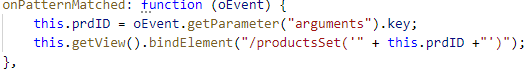 onPatternMatched: function (oEvent) {
this.prdID = oEvent.getParameter("arguments").key;
this.getView().bindElement("/productsSet('" + this.prdID +"')");
},